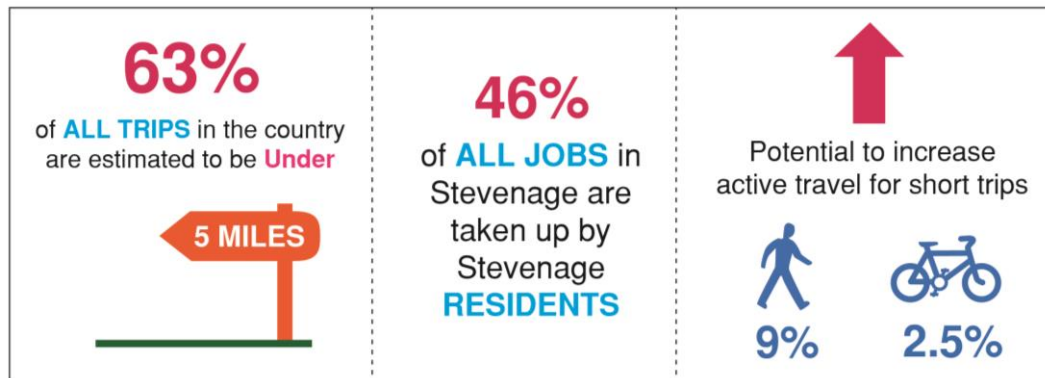 63%
of ALL TRIPS in the country
are estimated to be Under
5 MILES
46%
of ALL JOBS in
Stevenage are
taken up by
Stevenage
RESIDENTS
Potential to increase
active travel for short trips
9%
2.5%